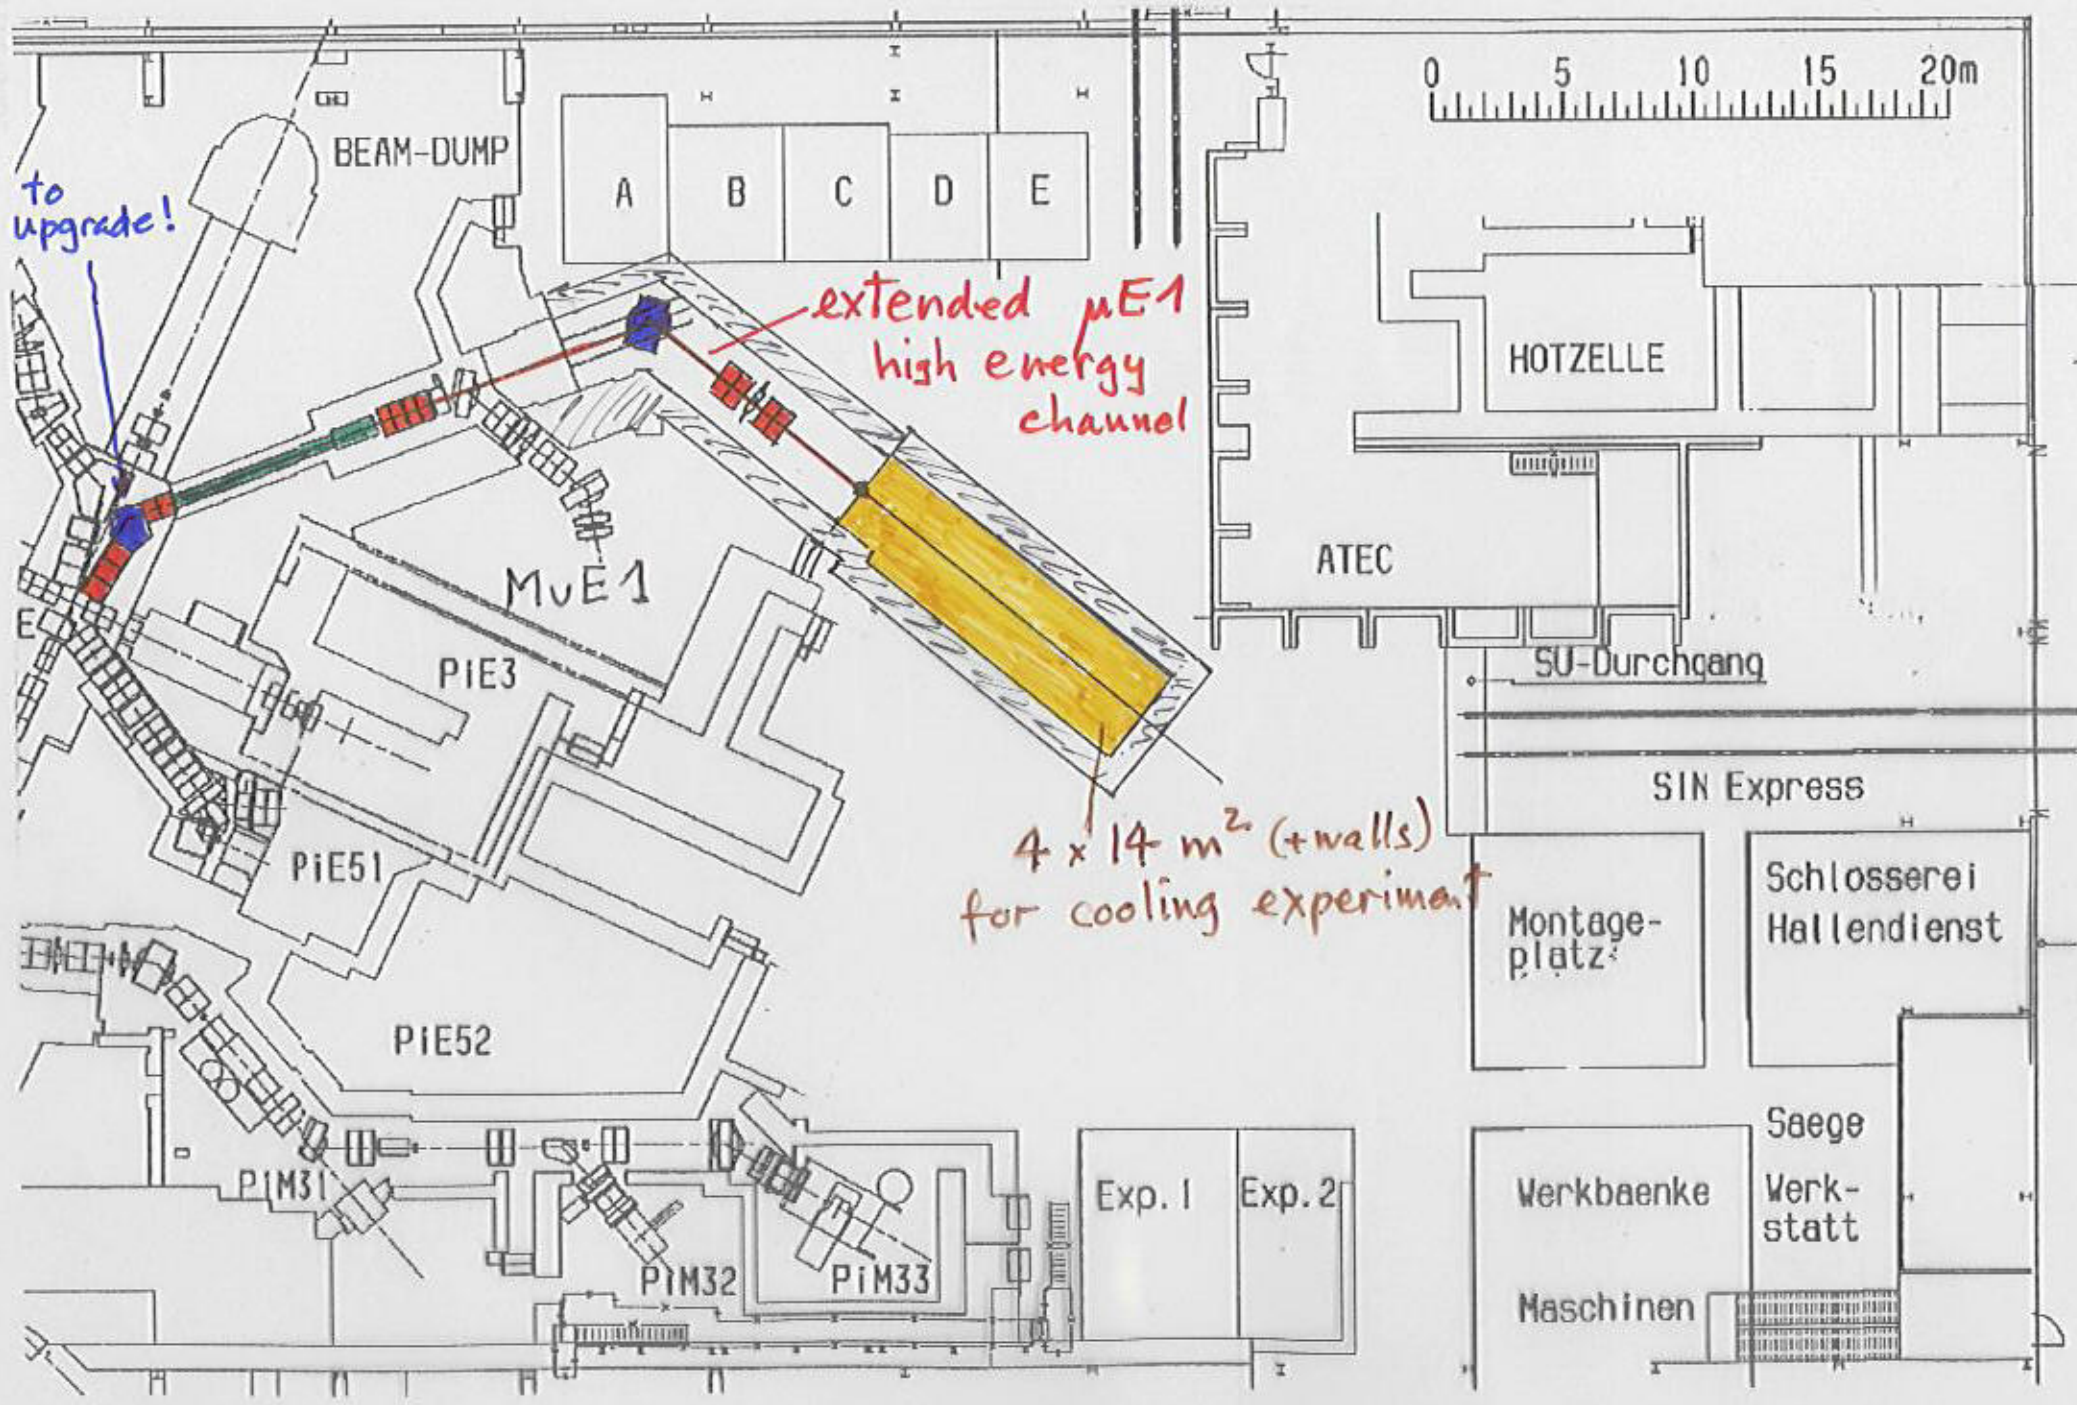 0 5 10 15 20m
BEAM-DUMP
to
upgrade!
A B C D E
extended µE1
high energy
channel
HOTZELLE
ATEC
MuE1
E
PiE3
SU-Durchgang
SIN Express
4 x 14 m² (+walls)
for cooling experiment
PiE51
Schlosserei
Hallendienst
Montage-
platz
PiE52
Saege
PiM31
Exp.1 Exp.2
Werkbaenke
Werk-
statt
PiM32 PiM33
Maschinen